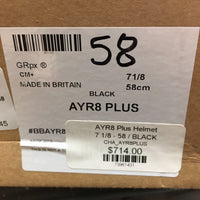 58
GRpx ®
CM+
MADE IN BRITAIN
7 1/8
58cm
BLACK
AYR8 PLUS
#BBAYR8
AYR8 Plus Helmet
7 1/8 - 58 / BLACK
CHA_AYR8PLUS
$714.00
45